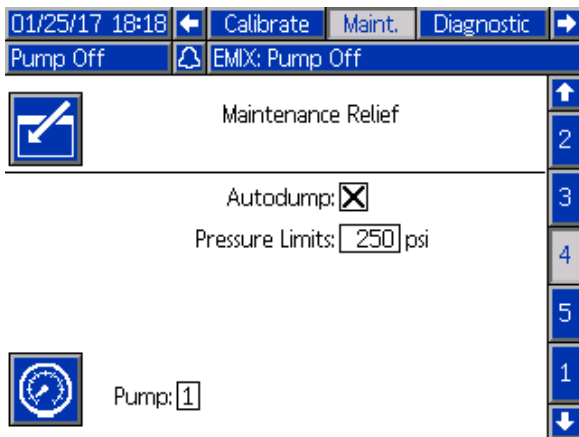 01/25/17 18:18 Calibrate Maint. Diagnostic
Pump Off EMIX: Pump Off
Maintenance Relief
2
Autodump:
3
Pressure Limits: 250 psi
4
5
1
Pump: 1